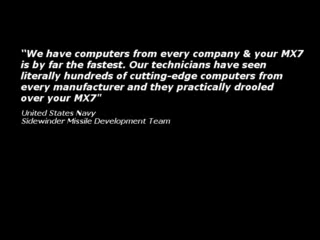 "We have computers from every company & your MX7
is by far the fastest. Our technicians have seen
literally hundreds of cutting-edge computers from
every manufacturer and they practically drooled
over your MX7"
United States Navy
Sidewinder Missile Development Team